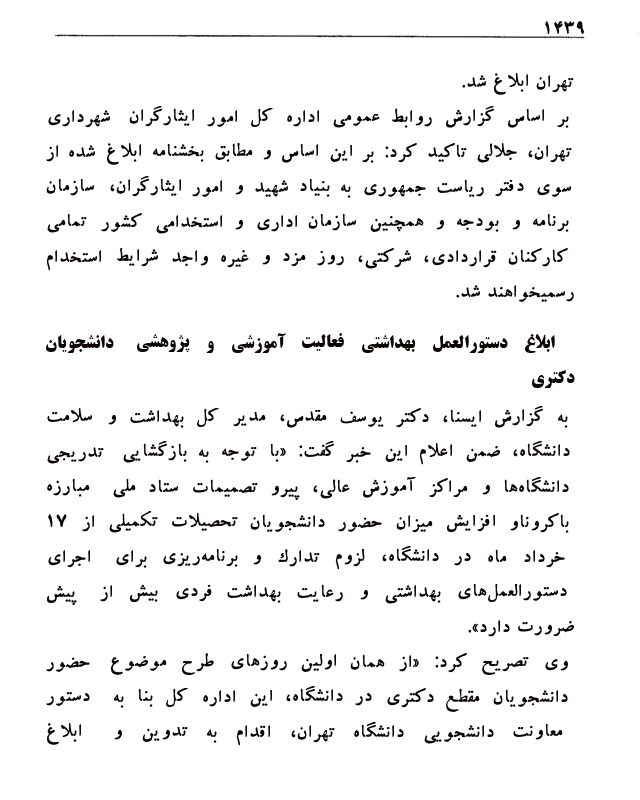 ۱۴۳۹
تهران ابلاغ شد.
بر اساس گزارش روابط عمومی اداره کل امور ایثارگران شهرداری
تهران، جلالی تاکید کرد: بر این اساس و مطابق بخشنامه ابلاغ شده از
سوی دفتر ریاست جمهوری به بنیاد شهید و امور ایثارگران، سازمان
برنامه و بودجه و همچنین سازمان اداری و استخدامی کشور تمامی
کارکنان قراردادی، شرکتی، روز مزد و غیره واجد شرایط استخدام
رسمیخواهند شد.
ابلاغ دستورالعمل بهداشتی فعالیت آموزشی و پژوهشی دانشجویان
دکتری
به گزارش ایسنا، دکتر یوسف مقدس، مدیر کل بهداشت و سلامت
دانشگاه، ضمن اعلام این خبر گفت: «با توجه به بازگشایی تدریجی
دانشگاه‌ها و مراکز آموزش عالی، پیرو تصمیمات ستاد ملی مبارزه
باکروناو افزایش میزان حضور دانشجویان تحصیلات تکمیلی از ۱۷
خرداد ماه در دانشگاه، لزوم تدارك و برنامه‌ریزی برای اجرای
دستورالعمل‌های بهداشتی و رعایت بهداشت فردی بیش از پیش
ضرورت دارد».
وی تصریح کرد: «از همان اولین روزهای طرح موضوع حضور
دانشجویان مقطع دکتری در دانشگاه، این اداره کل بنا به دستور
معاونت دانشجویی دانشگاه تهران، اقدام به تدوین و ابلاغ